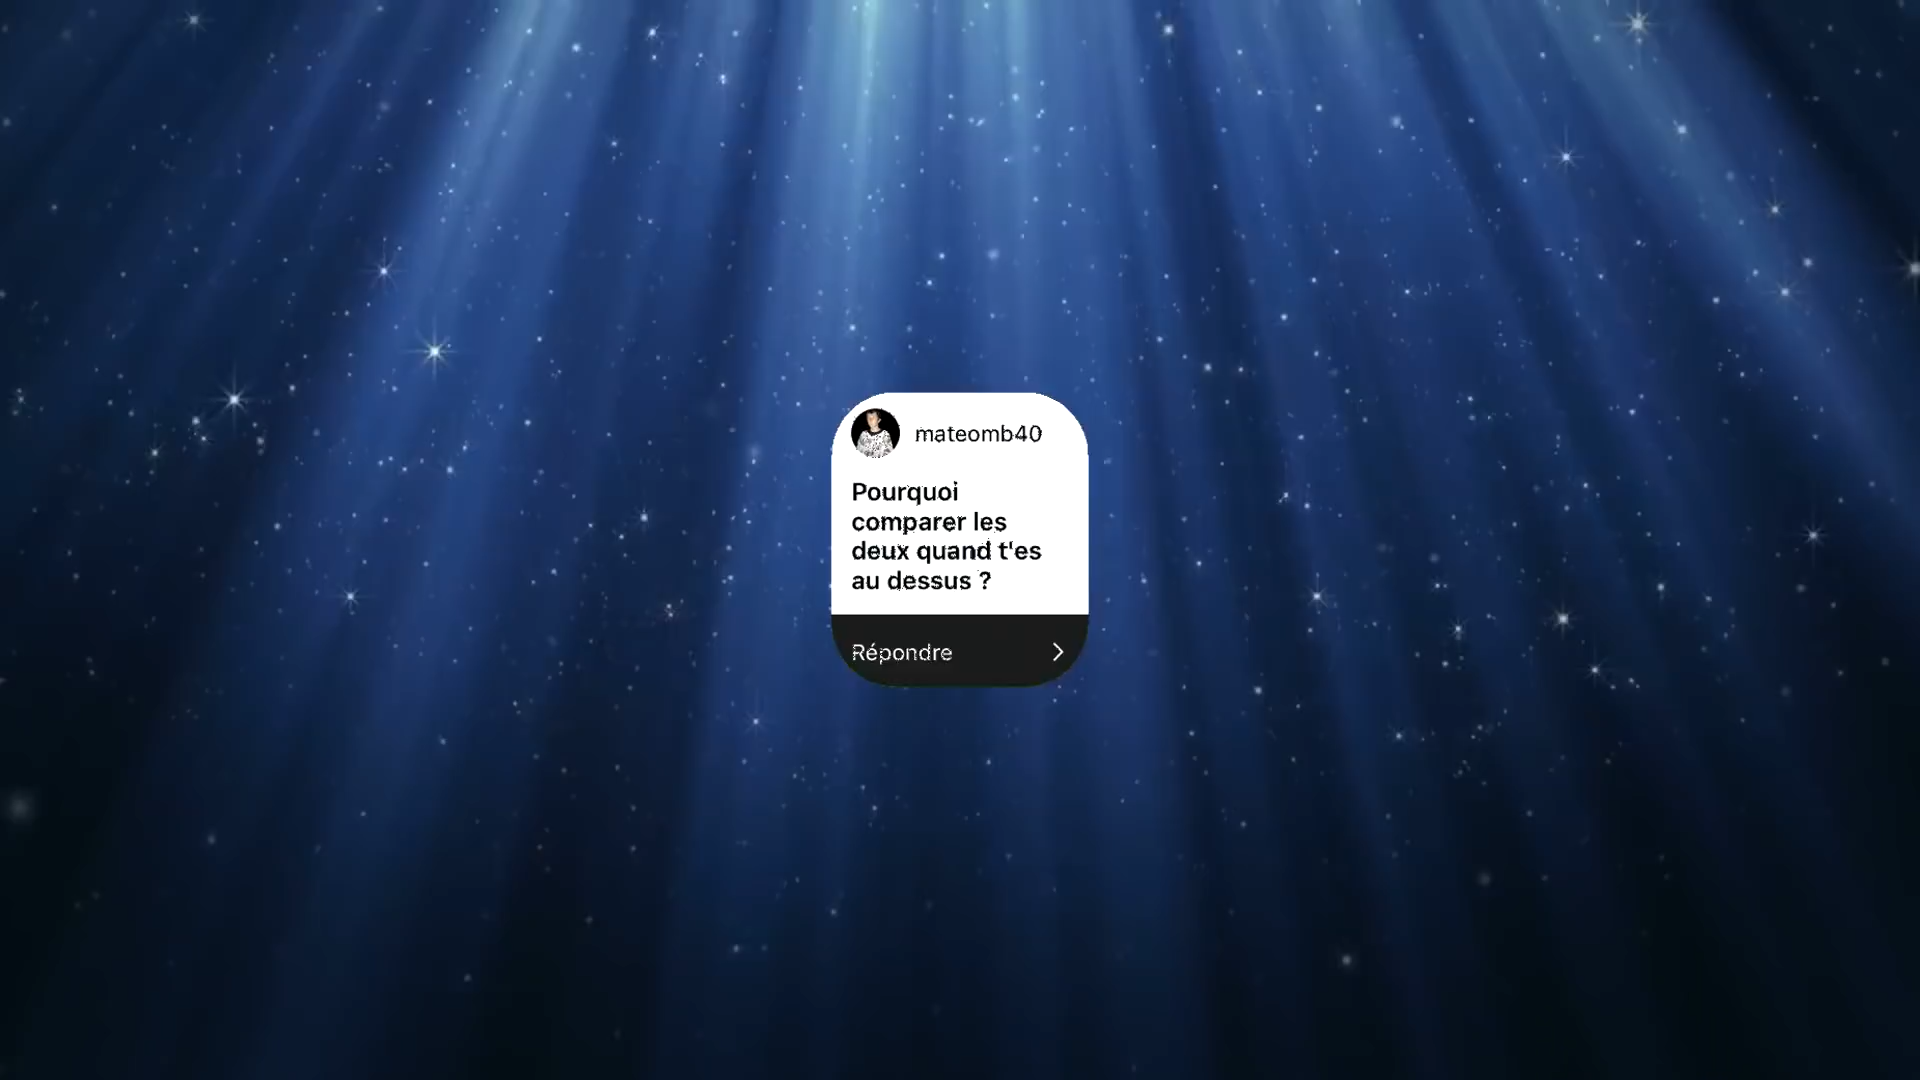 mateomb40
Pourquoi
comparer les
deux quand t'es
au dessus ?
Répondre